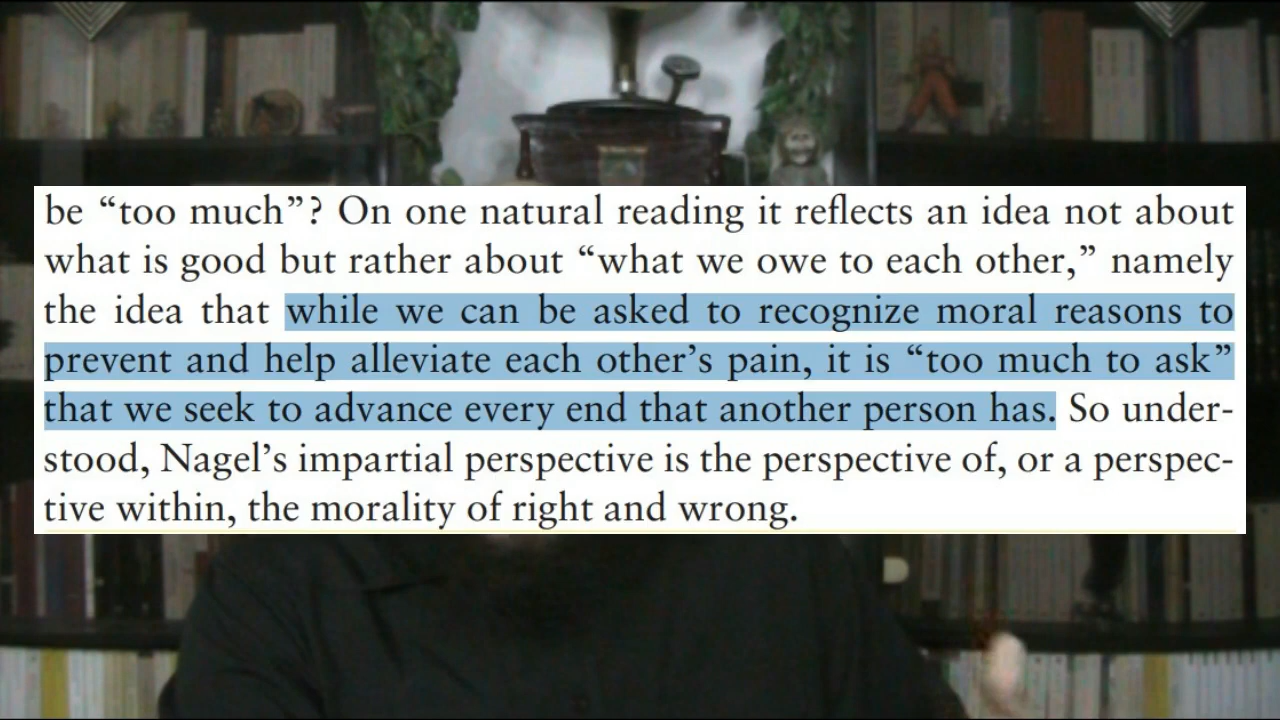 be “too much”? On one natural reading it reflects an idea not about
what is good but rather about “what we owe to each other,” namely
the idea that while we can be asked to recognize moral reasons to
prevent and help alleviate each other’s pain, it is “too much to ask”
that we seek to advance every end that another person has. So under-
stood, Nagel’s impartial perspective is the perspective of, or a perspec-
tive within, the morality of right and wrong.